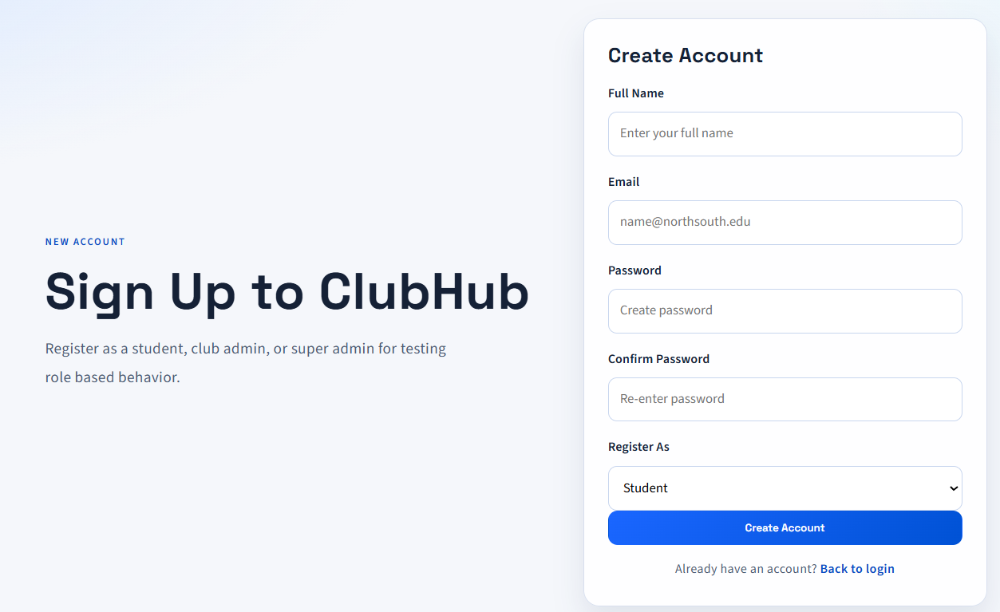 NEW ACCOUNT
Sign Up to ClubHub
Register as a student, club admin, or super admin for testing
role based behavior.
Create Account
Full Name
Enter your full name
Email
name@northsouth.edu
Password
Create password
Confirm Password
Re-enter password
Register As
Student
Create Account
Already have an account? Back to login